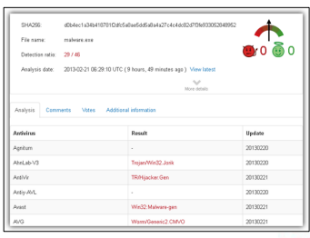 SHA256:
File name: malware.exe
Detection ratio: 29 / 46
0 0
Analysis date: 2013-02-21 08:29:10 UTC ( 9 hours, 49 minutes ago ) View latest
More details
Analysis Comments Votes Additional information
Antivirus Result Update
Agnitum - 20130220
AhnLab-V3 Trojan/Win32.Jorik 20130220
AntiVir TR/Hijacker.Gen 20130221
Antiy-AVL - 20130220
Avast Win32:Malware-gen 20130221
AVG Worm/Generic2.CMVO 20130221